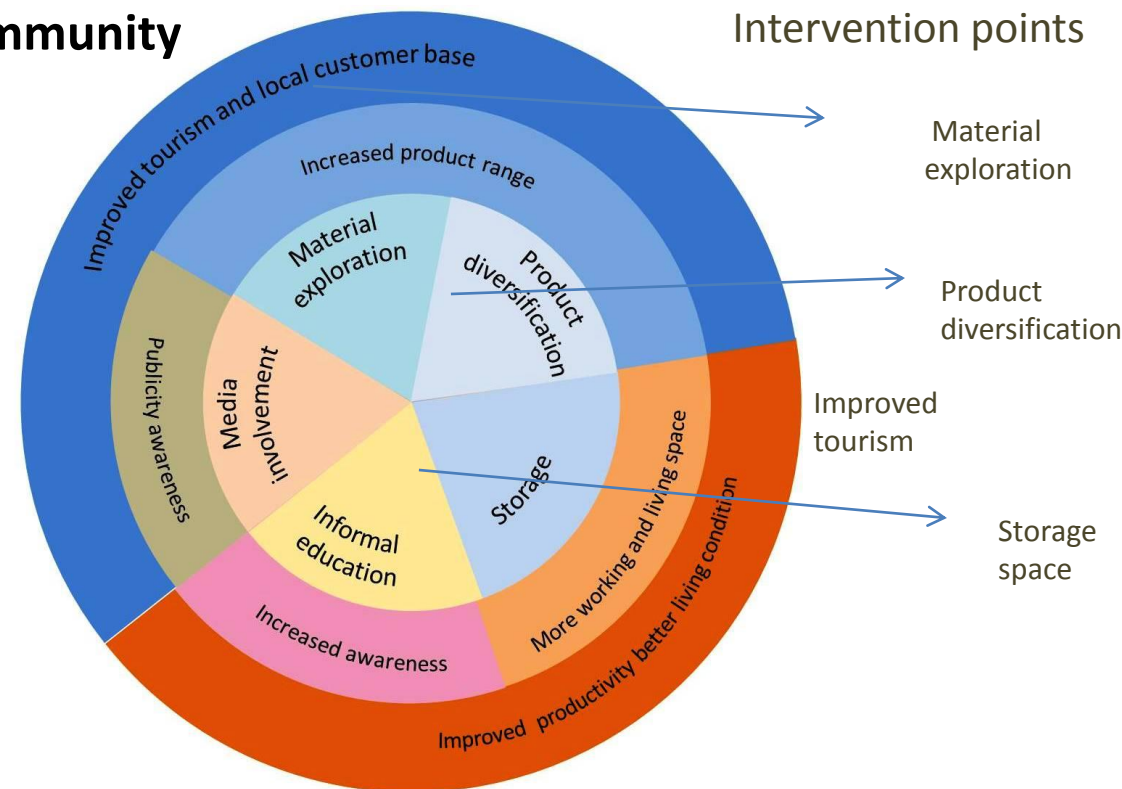 mmunity
Intervention points
Improved tourism and local customer base
Increased product range
Material
exploration
Product
diversification
Publicity awareness
Media
involvement
Informal
education
Storage
Increased awareness
More working and living space
Improved productivity better living condition
Material
exploration
Product
diversification
Improved
tourism
Storage
space